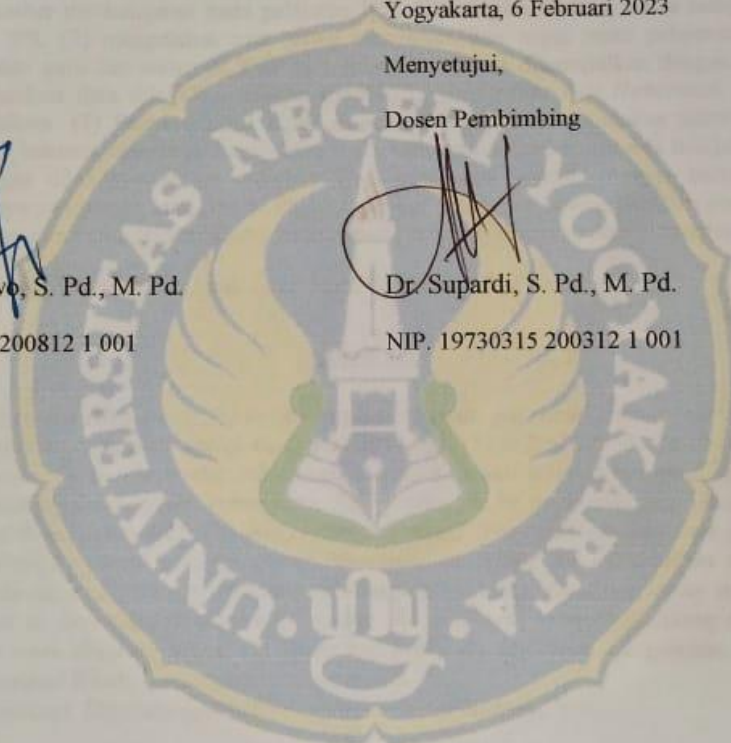 Yogyakarta, 6 Februari 2023
Menyetujui,
Dosen Pembimbing
S. Pd., M. Pd.
Dr. Supardi, S. Pd., M. Pd.
200812 1 001
NIP. 19730315 200312 1 001
UNIVERSITAS NEGERI YOGYAKARTA
uny